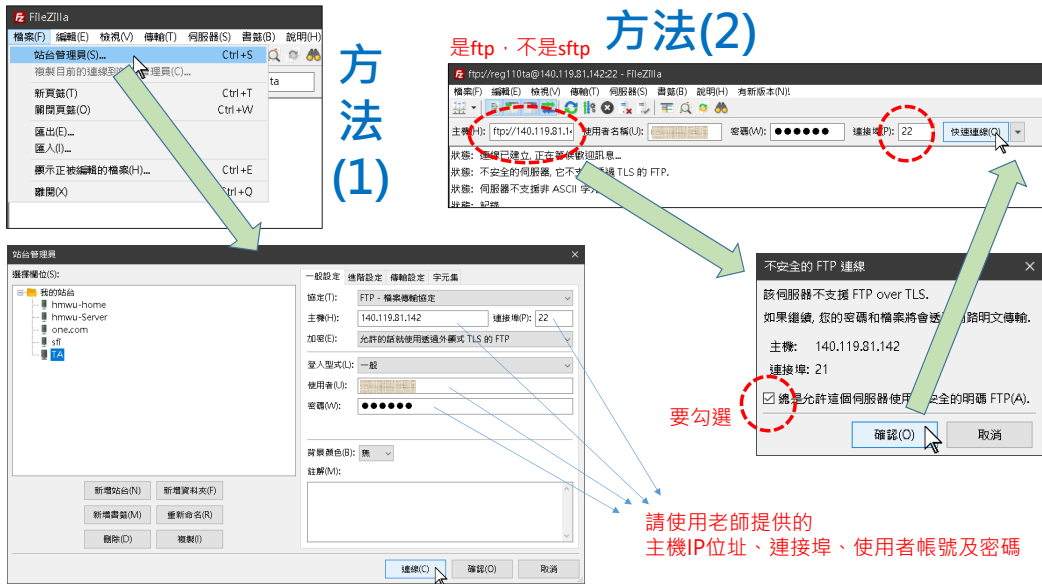 FileZilla
檔案(F) 編輯(E) 檢視(V) 傳輸(T) 伺服器(S) 書籤(B) 說明(H)
站台管理員(S)... Ctrl+S
複製目前的連線到 管理員(C)...
ta
新頁籤(T) Ctrl+T
關閉頁籤(O) Ctrl+W
匯出(E)...
匯入(I)...
顯示正被編輯的檔案(H)... Ctrl+E
離開(X) Ctrl+Q
方
法
(1)
方法(2)
是ftp，不是sftp
ftp://reg110ta@140.119.81.142:22 - FileZilla
檔案(F) 編輯(E) 檢視(V) 傳輸(T) 伺服器(S) 書籤(B) 說明(H) 有新版本(N)!
主機(H): ftp://140.119.81.14 使用者名稱(U): 密碼(W): ●●●●●● 連接埠(P): 22 快速連線(Q)
狀態: 連線已建立, 正在等候歡迎訊息...
狀態: 不安全的伺服器, 它不支援透過 TLS 的 FTP.
狀態: 伺服器不支援非 ASCII 字元
狀態: 記錄
站台管理員
選擇欄位(S):
我的站台
hmwu-home
hmwu-Server
one.com
sfl
TA
新增站台(N) 新增資料夾(F)
新增書籤(M) 重新命名(R)
刪除(D) 複製(I)
一般設定 進階設定 傳輸設定 字元集
協定(T): FTP - 檔案傳輸協定
主機(H): 140.119.81.142 連接埠(P): 22
加密(E): 允許的話就使用透過外顯式 TLS 的 FTP
登入型式(L): 一般
使用者(U):
密碼(W): ●●●●●●
背景顏色(B): 無
註解(M):
連線(C) 確認(O) 取消
不安全的 FTP 連線
該伺服器不支援 FTP over TLS.
如果繼續, 您的密碼和檔案將會透過網路明文傳輸.
主機: 140.119.81.142
連接埠: 21
總是允許這個伺服器使用不安全的明碼 FTP(A).
確認(O) 取消
要勾選
請使用老師提供的
主機IP位址、連接埠、使用者帳號及密碼